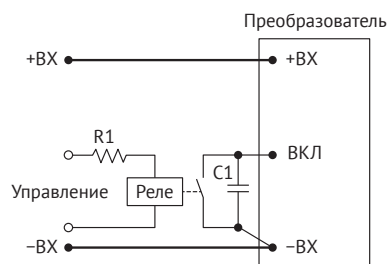 Преобразователь
+ВХ
+ВХ
R1
ВКЛ
C1
Управление
Реле
−ВХ
−ВХ